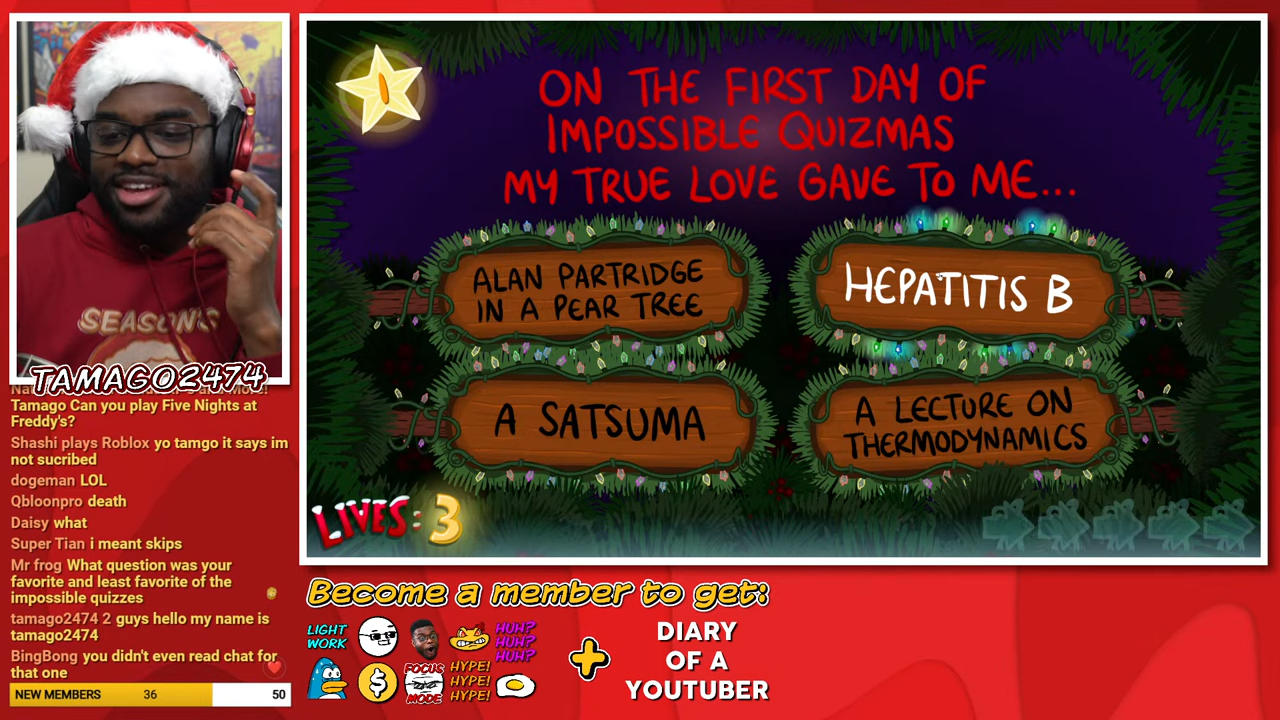 SEASON'S
TAMAGO2474
Tamago Can you play Five Nights at
Freddy's?
Shashi plays Roblox yo tamgo it says im
not sucribed
dogeman LOL
Qbloonpro death
Daisy what
Super Tian i meant skips
Mr frog What question was your
favorite and least favorite of the
impossible quizzes
tamago2474 2 guys hello my name is
tamago2474
BingBong you didn't even read chat for
that one
NEW MEMBERS 36 50
1
ON THE FIRST DAY OF
IMPOSSIBLE QUIZMAS
MY TRUE LOVE GAVE TO ME...
ALAN PARTRIDGE
IN A PEAR TREE
HEPATITIS B
A SATSUMA
A LECTURE ON
THERMODYNAMICS
LIVES: 3
Become a member to get:
LIGHT
WORK
HUH?
HUH?
HUH?
FOCUS
MODE
HYPE!
HYPE!
HYPE!
DIARY
OF A
YOUTUBER